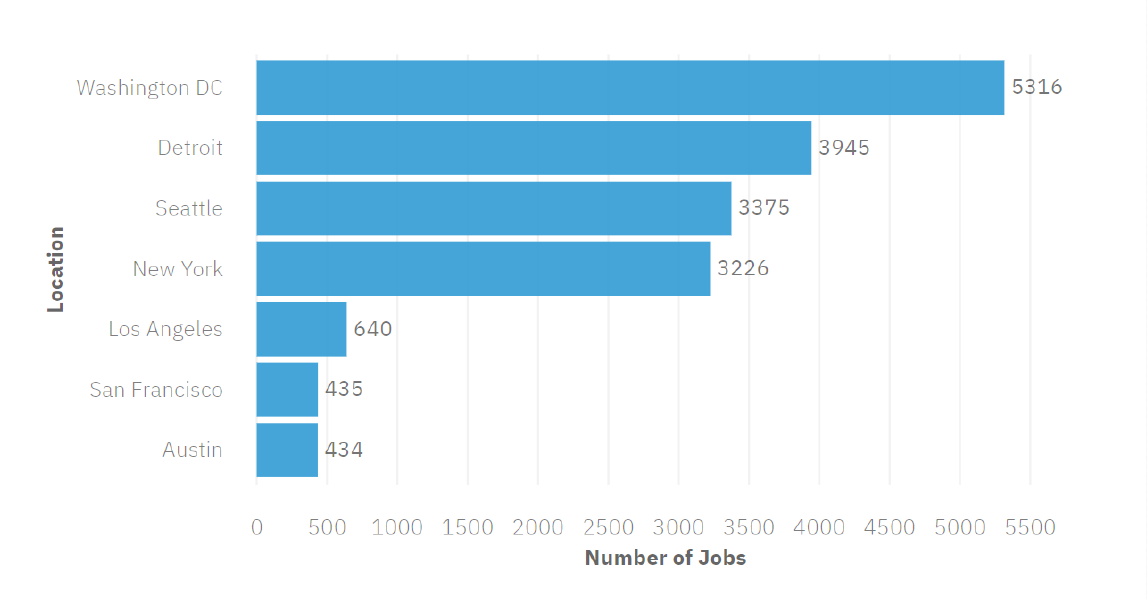 Washington DC 5316
Detroit 3945
Seattle 3375
New York 3226
Los Angeles 640
San Francisco 435
Austin 434
Location
0 500 1000 1500 2000 2500 3000 3500 4000 4500 5000 5500
Number of Jobs